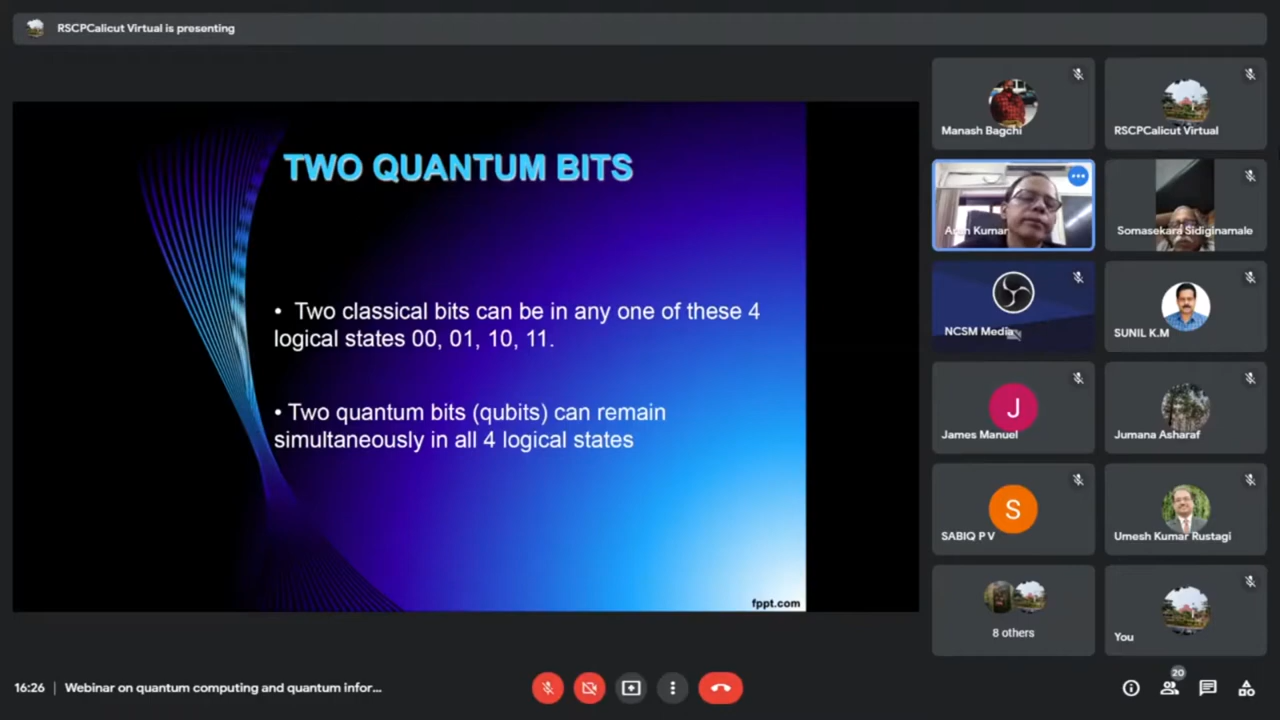 RSCPCalicut Virtual is presenting
TWO QUANTUM BITS
• Two classical bits can be in any one of these 4
logical states 00, 01, 10, 11.
• Two quantum bits (qubits) can remain
simultaneously in all 4 logical states
fppt.com
Manash Bagchi
RSCPCalicut Virtual
Arun Kumar
Somasekara Sidiginamale
NCSM Media
SUNIL K.M
J
James Manuel
Jumana Asharaf
S
SABIQ P V
Umesh Kumar Rustagi
8 others
You
16:26 | Webinar on quantum computing and quantum infor...
20